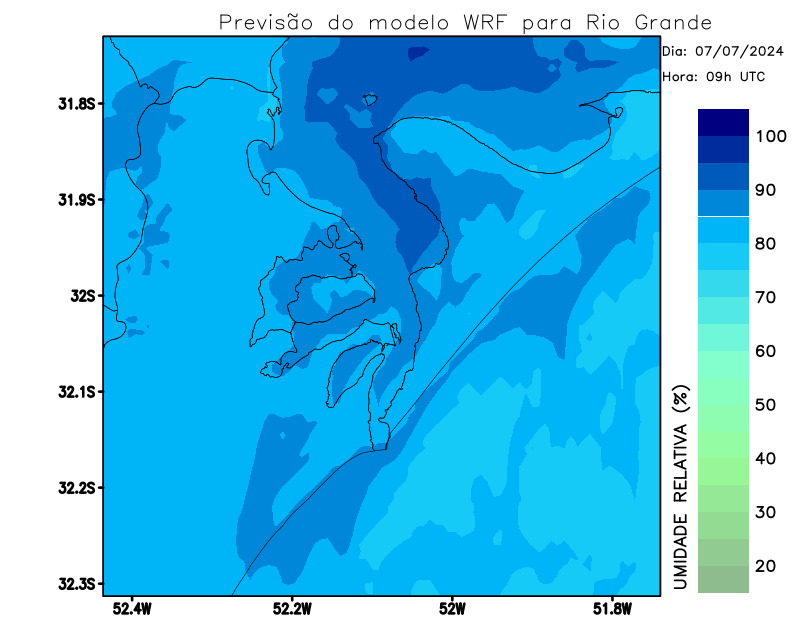 Previsão do modelo WRF para Rio Grande
Dia: 07/07/2024
Hora: 09h UTC
31.8S
31.9S
32S
32.1S
32.2S
32.3S
52.4W
52.2W
52W
51.8W
UMIDADE RELATIVA (%)
100
90
80
70
60
50
40
30
20